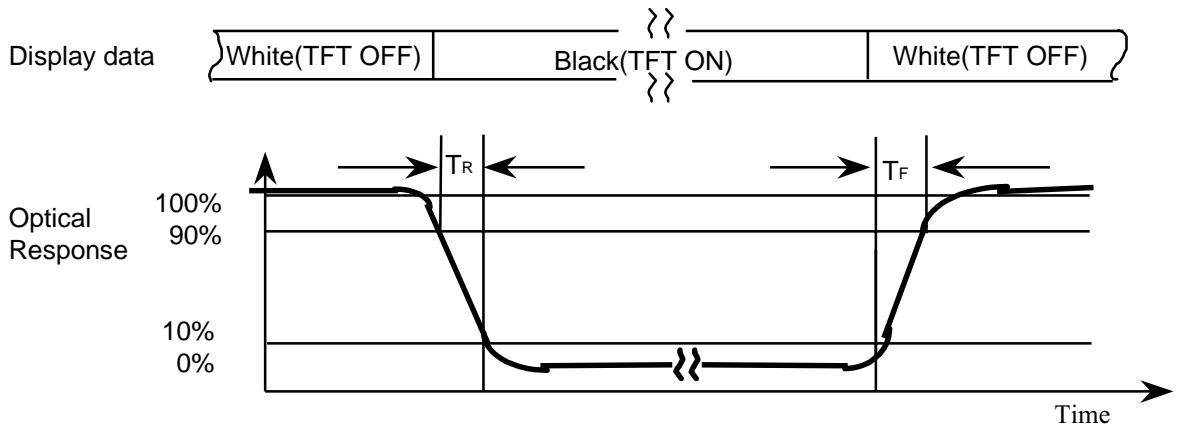 Display data
White(TFT OFF)
Black(TFT ON)
White(TFT OFF)
TR
TF
Optical
Response
100%
90%
10%
0%
Time